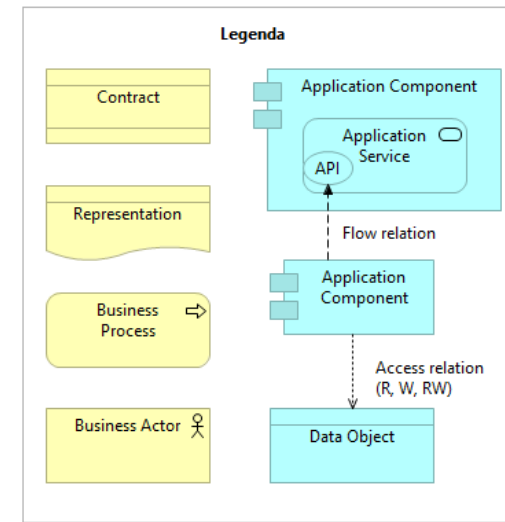 Legenda
Contract
Representation
Business
Process
Business Actor
Application Component
Application
Service
API
Flow relation
Application
Component
Access relation
(R, W, RW)
Data Object